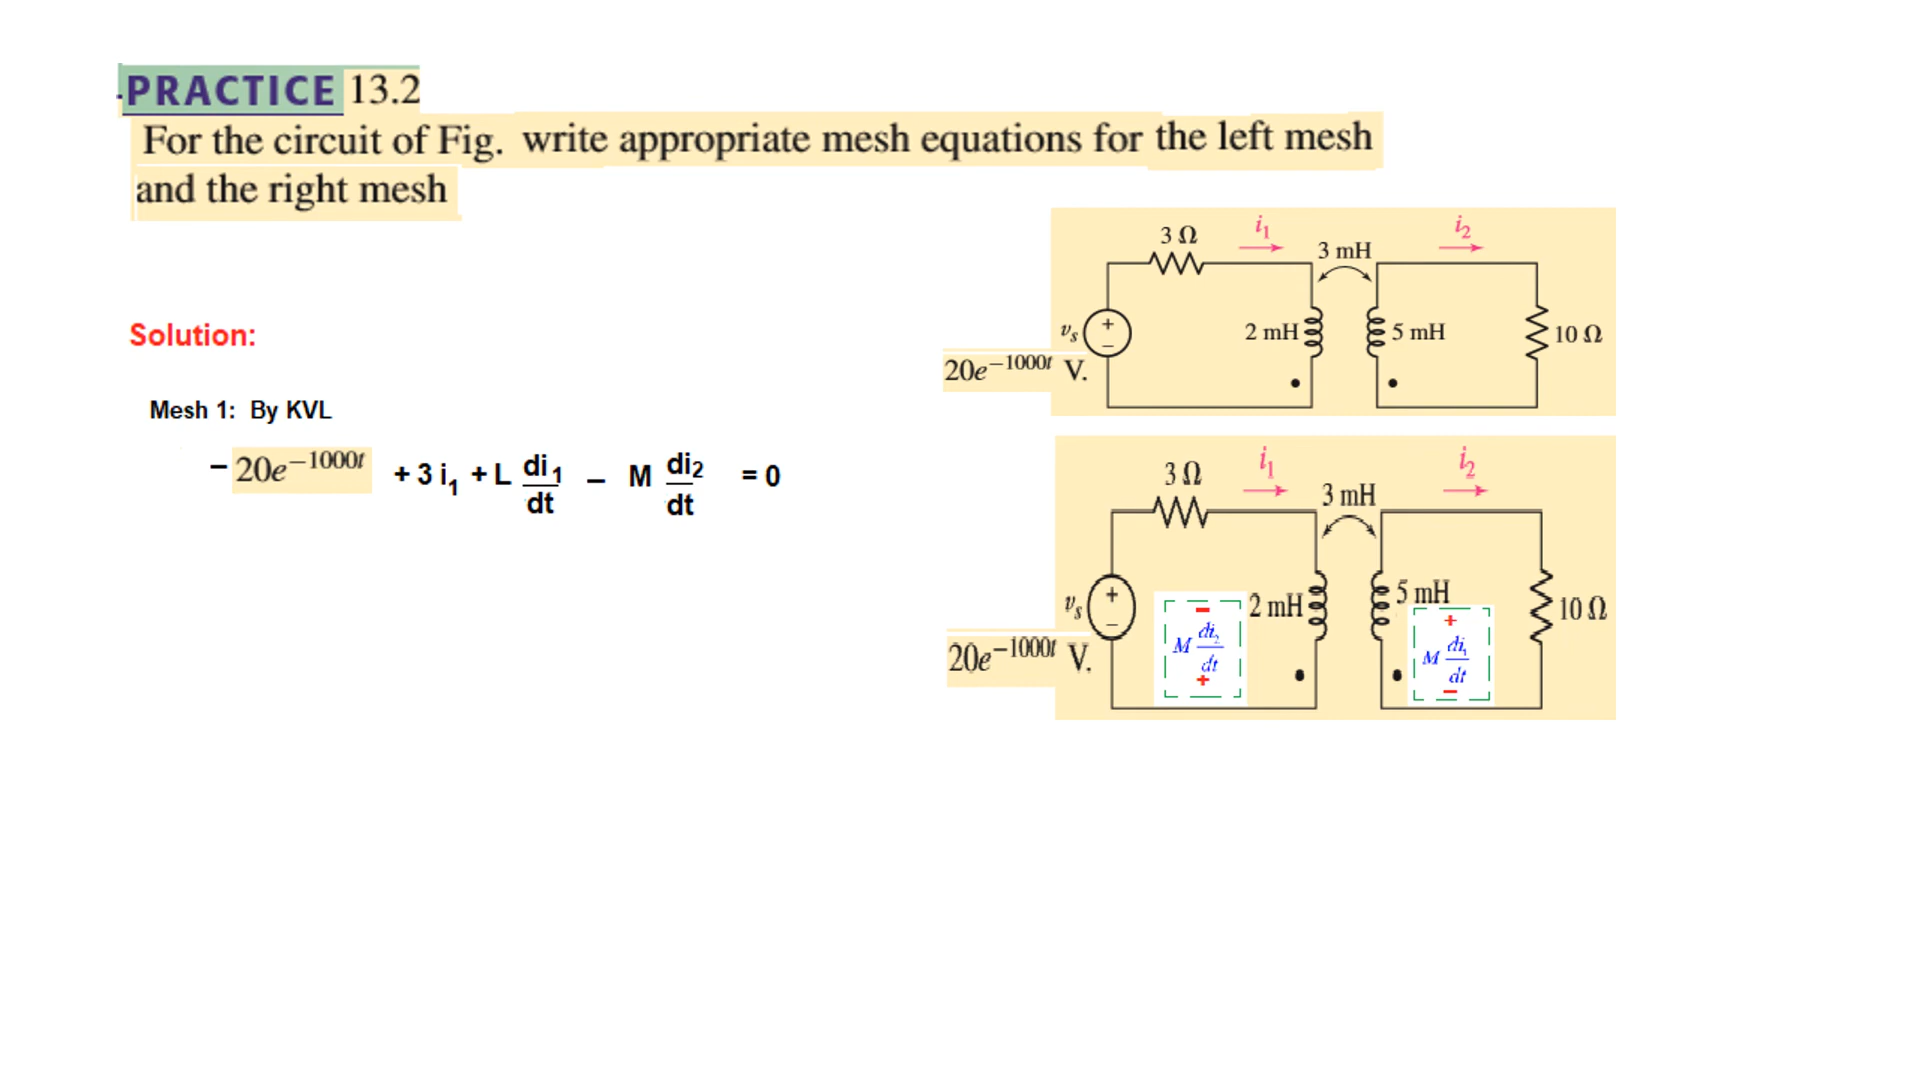 PRACTICE 13.2
For the circuit of Fig. write appropriate mesh equations for the left mesh
and the right mesh
Solution:
Mesh 1: By KVL
− 20e^−1000t + 3 i₁ + L di₁/dt − M di₂/dt = 0
3 Ω
i₁
3 mH
i₂
v_s
+
−
2 mH
5 mH
10 Ω
20e^−1000t V.
3 Ω
i₁
3 mH
i₂
v_s
+
−
−
M di₂/dt
+
2 mH
5 mH
+
M di₁/dt
−
10 Ω
20e^−1000t V.